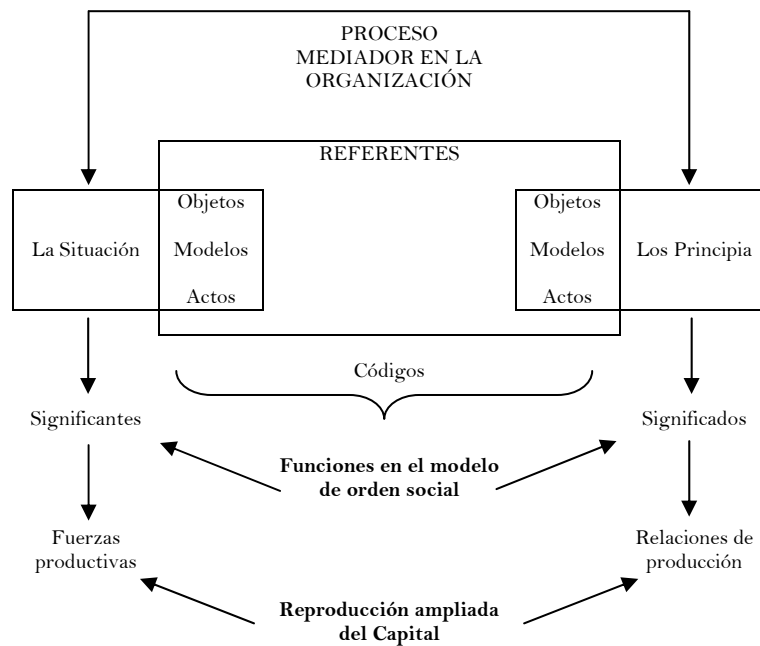 PROCESO
MEDIADOR EN LA
ORGANIZACIÓN
REFERENTES
Objetos
Objetos
La Situación
Modelos
Modelos
Los Principia
Actos
Actos
Códigos
Significantes
Significados
Funciones en el modelo
de orden social
Fuerzas
productivas
Relaciones de
producción
Reproducción ampliada
del Capital